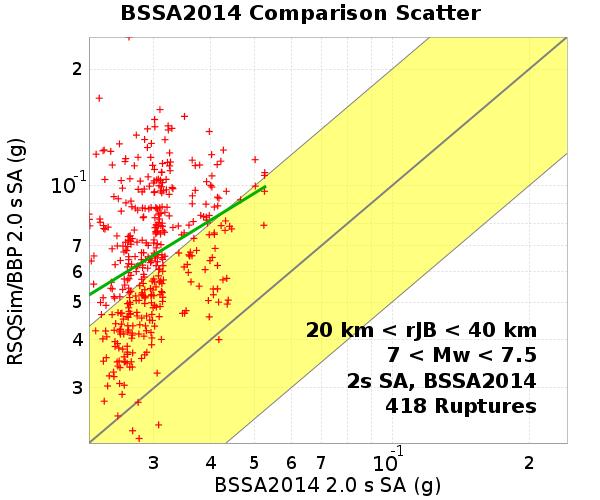 BSSA2014 Comparison Scatter
RSQSim/BBP 2.0 s SA (g)
2
10-1
7
6
5
4
3
20 km < rJB < 40 km
7 < Mw < 7.5
2s SA, BSSA2014
418 Ruptures
3 4 5 6 7 10-1 2
BSSA2014 2.0 s SA (g)